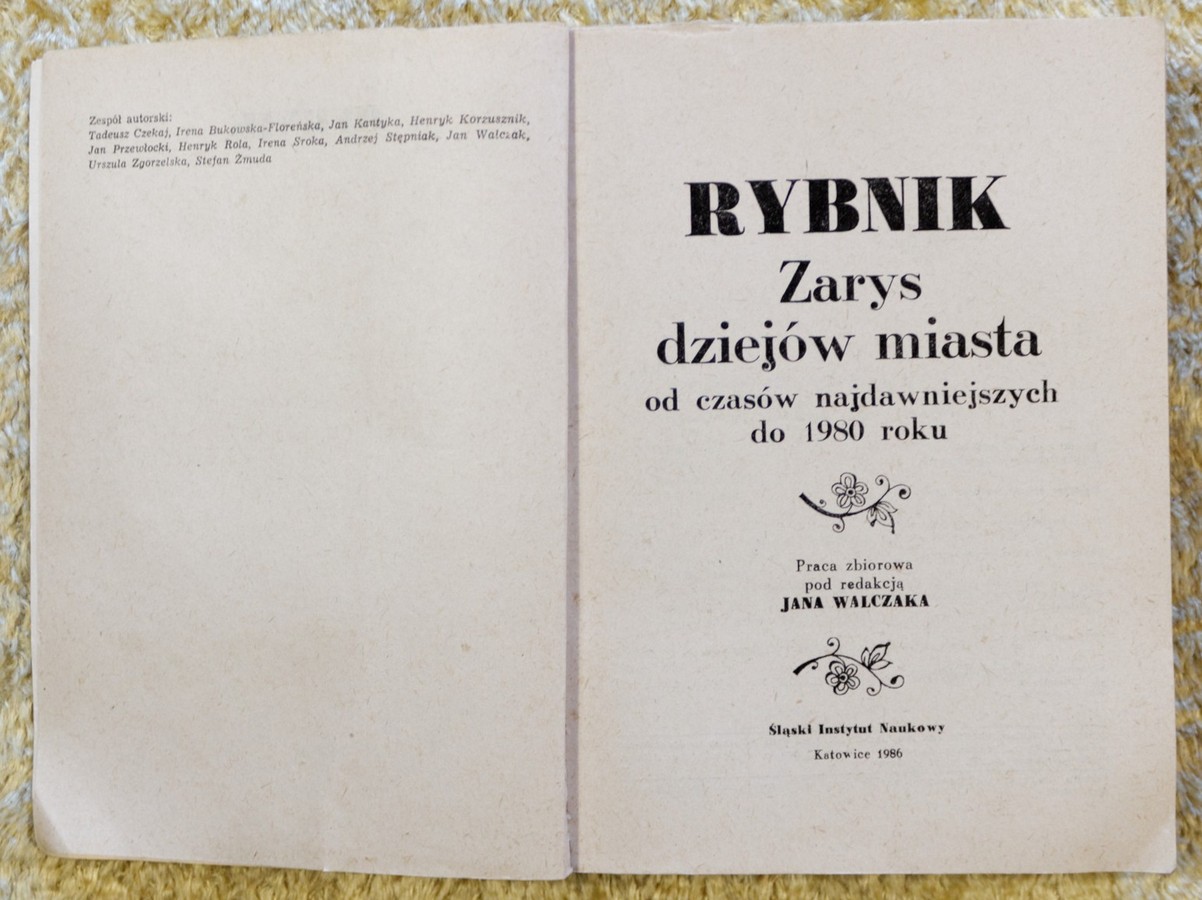 Zespół autorski:
Tadeusz Czekaj, Irena Bukowska-Floreńska, Jan Kantyka, Henryk Korzusznik,
Jan Przewłocki, Henryk Rola, Irena Sroka, Andrzej Stępniak, Jan Walczak,
Urszula Zgorzelska, Stefan Żmuda
RYBNIK
Zarys
dziejów miasta
od czasów najdawniejszych
do 1980 roku
Praca zbiorowa
pod redakcją
JANA WALCZAKA
Śląski Instytut Naukowy
Katowice 1986